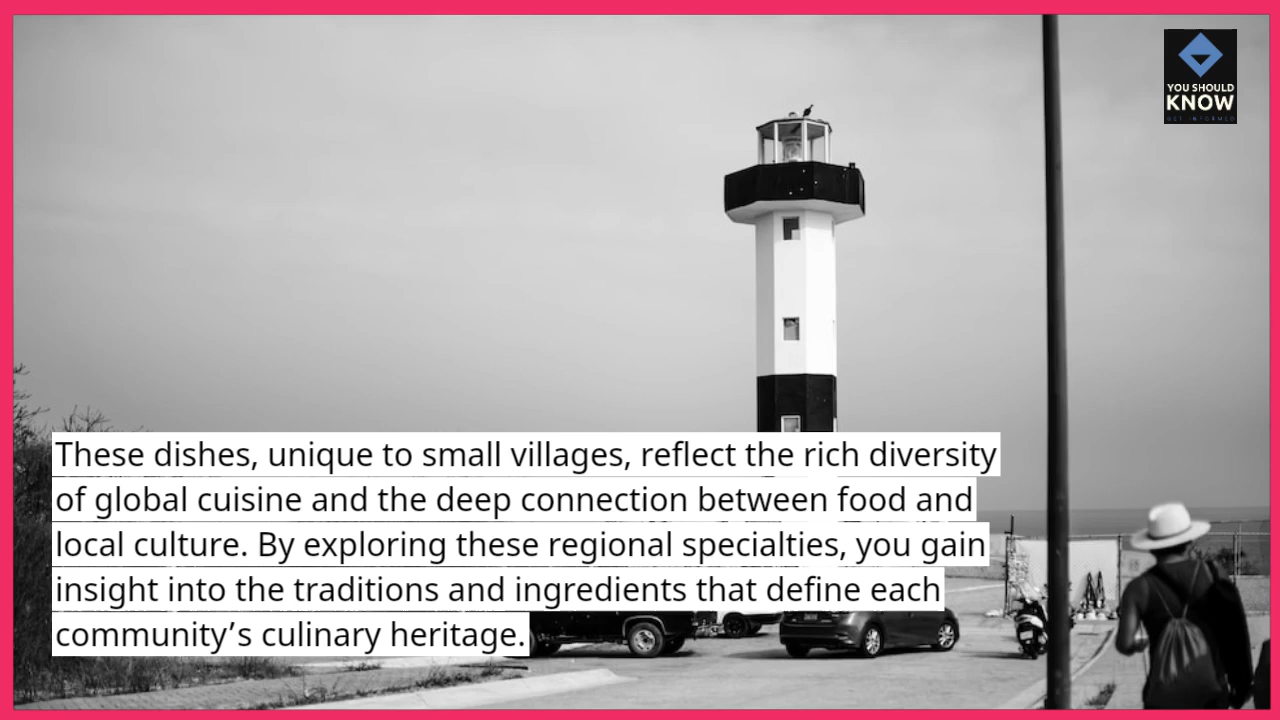 YOU SHOULD
KNOW
GET INFORMED
These dishes, unique to small villages, reflect the rich diversity
of global cuisine and the deep connection between food and
local culture. By exploring these regional specialties, you gain
insight into the traditions and ingredients that define each
community’s culinary heritage.